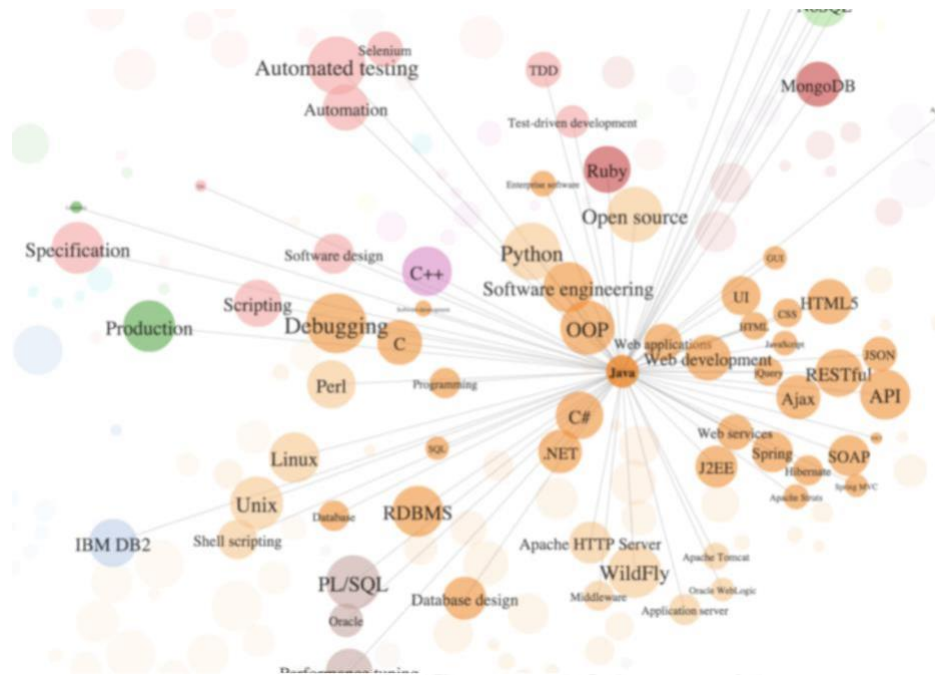 NoSQL
Selenium
Automated testing
TDD
MongoDB
Automation
Test-driven development
Ruby
Enterprise software
Open source
Specification
Software design
Python
GUI
C++
Software engineering
UI
HTML5
Scripting
CSS
Production
Debugging
OOP
HTML
C
Web applications
JavaScript
Web development
JSON
Java
jQuery
RESTful
Perl
Programming
Ajax
API
C#
Web services
SQL
.NET
Spring
SOAP
Linux
J2EE
Hibernate
Spring MVC
Apache Struts
Unix
Database
RDBMS
Shell scripting
IBM DB2
Apache HTTP Server
Apache Tomcat
WildFly
PL/SQL
Oracle WebLogic
Middleware
Database design
Application server
Oracle
Performance tuning